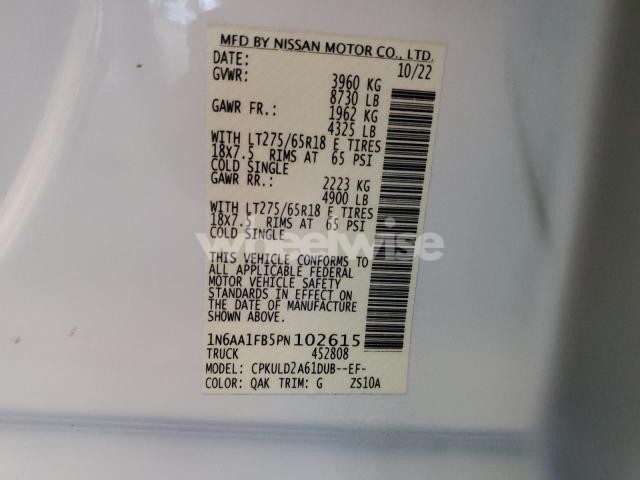 MFD BY NISSAN MOTOR CO., LTD.
DATE: 10/22
GVWR: 3960 KG
8730 LB
GAWR FR.: 1962 KG
4325 LB
WITH LT275/65R18 E TIRES
18X7.5 RIMS AT 65 PSI
COLD SINGLE
GAWR RR.: 2223 KG
4900 LB
WITH LT275/65R18 E TIRES
18X7.5 RIMS AT 65 PSI
COLD SINGLE
wheelwise
THIS VEHICLE CONFORMS TO
ALL APPLICABLE FEDERAL
MOTOR VEHICLE SAFETY
STANDARDS IN EFFECT ON
THE DATE OF MANUFACTURE
SHOWN ABOVE.
1N6AA1FB5PN102615
TRUCK 452808
MODEL: CPKULD2A61DUB--EF-
COLOR: QAK TRIM: G ZS10A